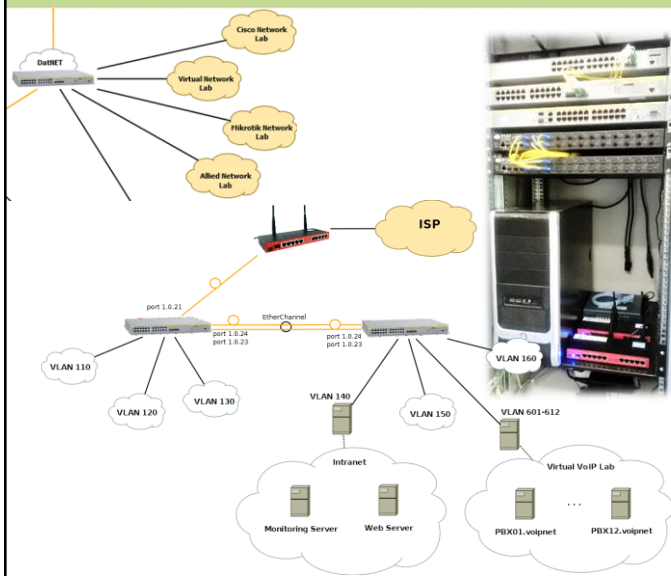 DatNET
Cisco Network
Lab
Virtual Network
Lab
Mikrotik Network
Lab
Allied Network
Lab
ISP
port 1.0.21
EtherChannel
port 1.0.24
port 1.0.23
port 1.0.24
port 1.0.23
VLAN 110
VLAN 120
VLAN 130
VLAN 160
VLAN 140
VLAN 150
VLAN 601-612
Intranet
Monitoring Server
Web Server
Virtual VoIP Lab
...
PBX01.voipnet
PBX12.voipnet